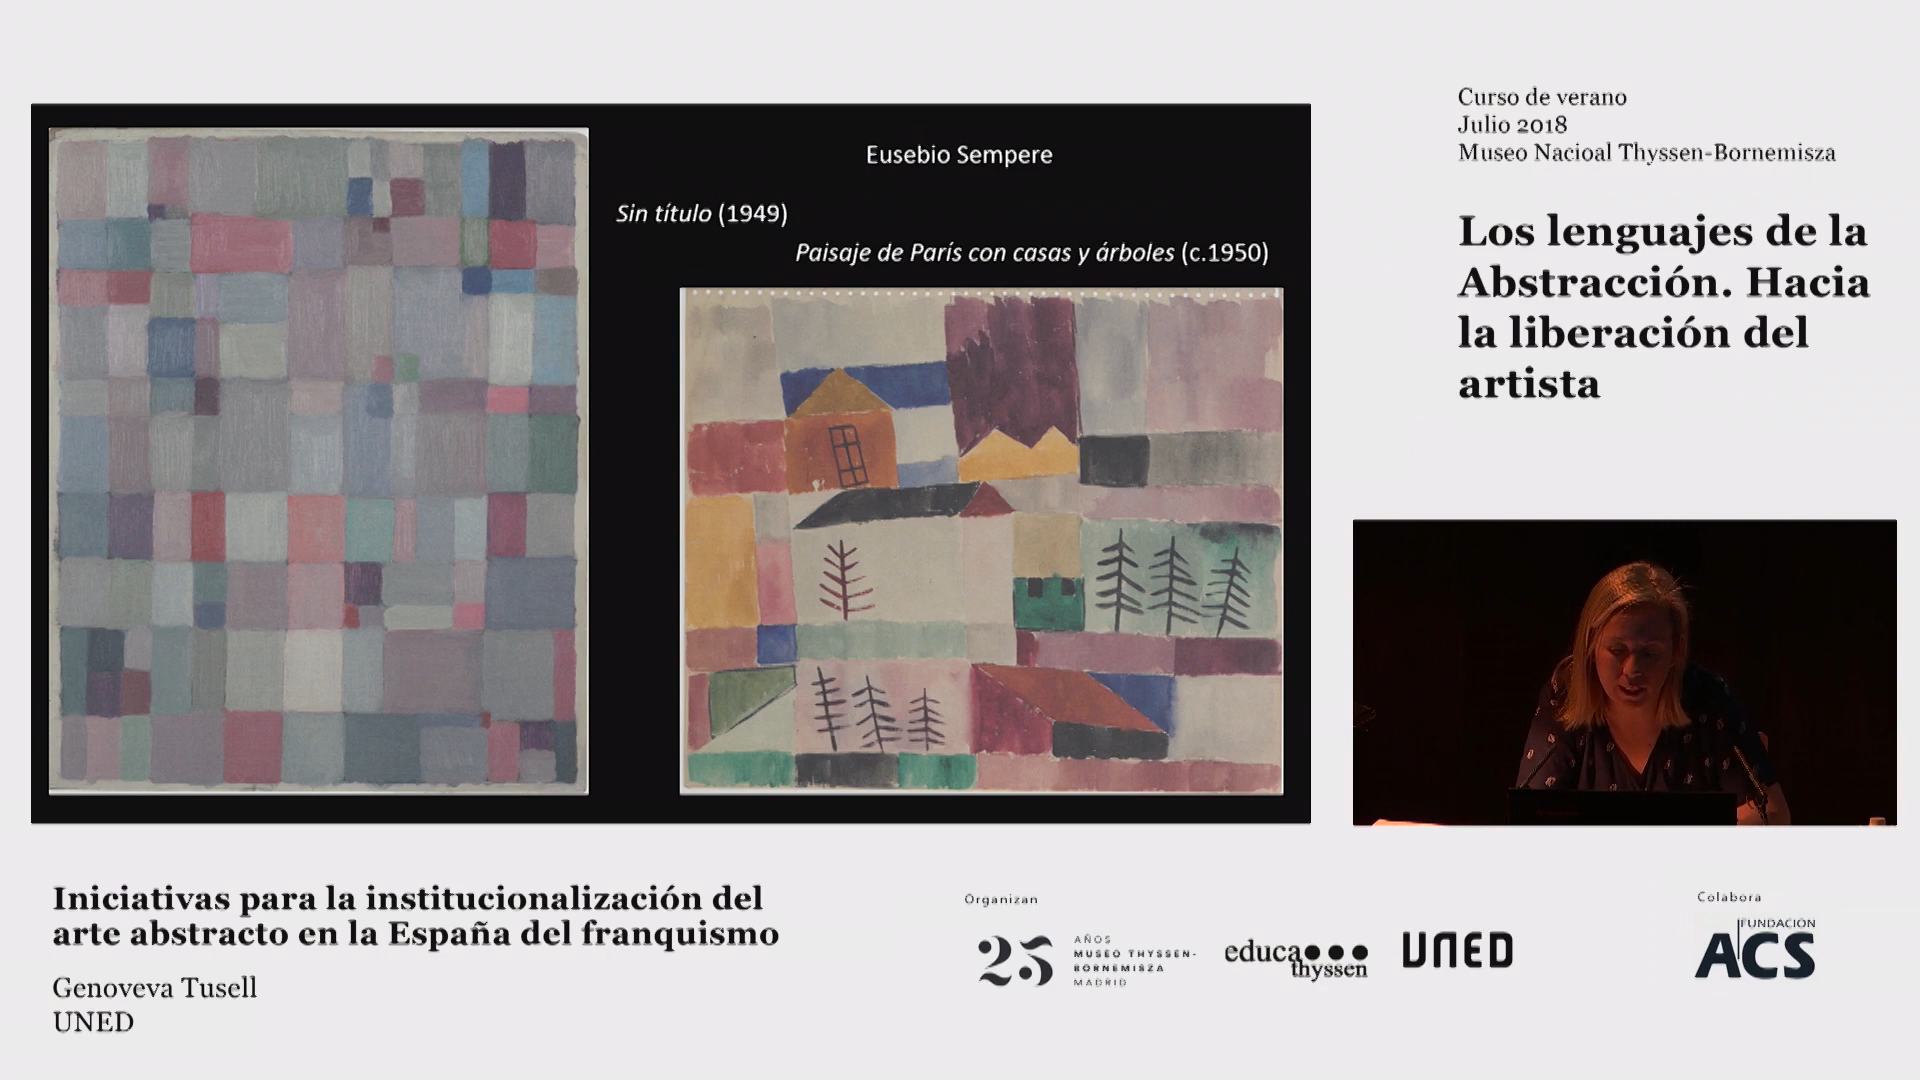 Eusebio Sempere
Sin título (1949)
Paisaje de París con casas y árboles (c.1950)
Curso de verano
Julio 2018
Museo Nacioal Thyssen-Bornemisza
Los lenguajes de la
Abstracción. Hacia
la liberación del
artista
Iniciativas para la institucionalización del
arte abstracto en la España del franquismo
Genoveva Tusell
UNED
Organizan
25
AÑOS
MUSEO THYSSEN-
BORNEMISZA
MADRID
educa
thyssen
UNED
Colabora
FUNDACIÓN
ACS